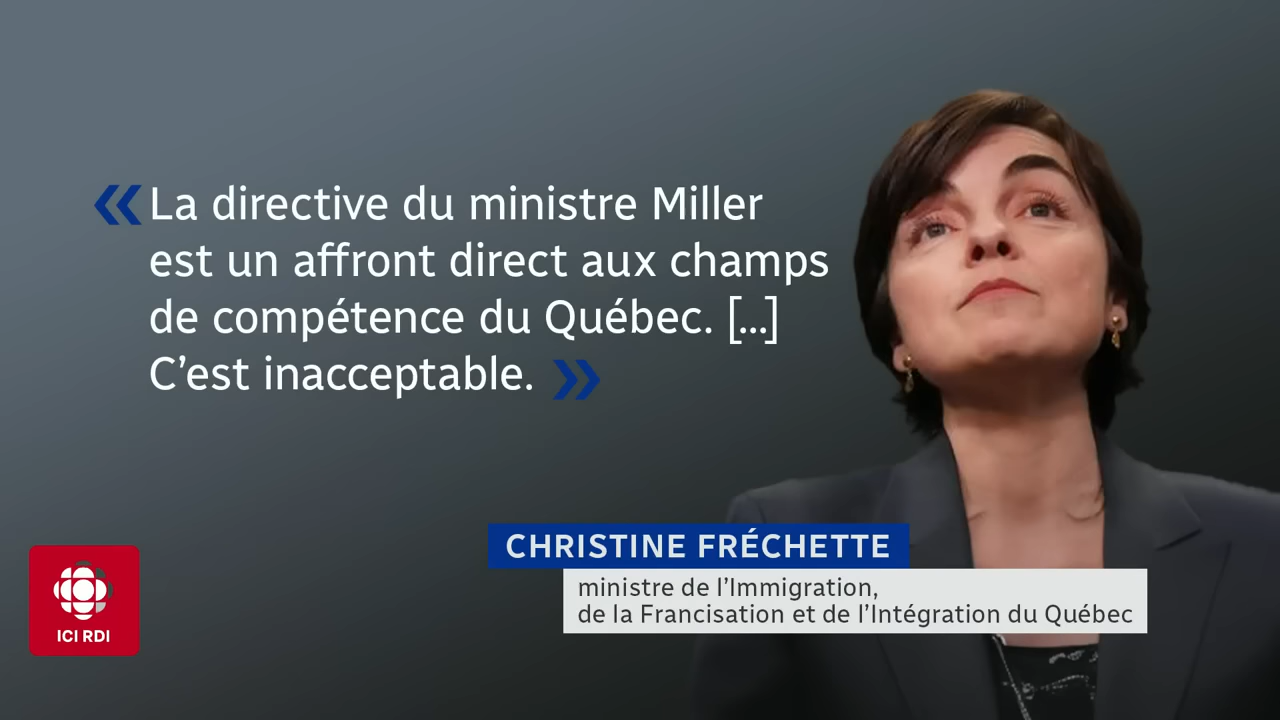 « La directive du ministre Miller
est un affront direct aux champs
de compétence du Québec. [...]
C’est inacceptable. »
CHRISTINE FRÉCHETTE
ministre de l’Immigration,
de la Francisation et de l’Intégration du Québec
ICI RDI